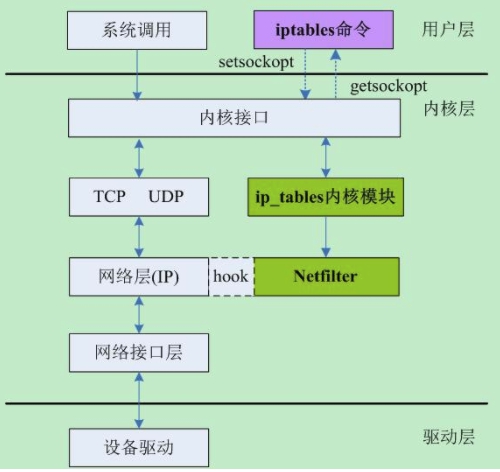 系统调用
iptables命令
用户层
setsockopt
getsockopt
内核接口
内核层
TCP UDP
ip_tables内核模块
网络层(IP)
hook
Netfilter
网络接口层
驱动层
设备驱动